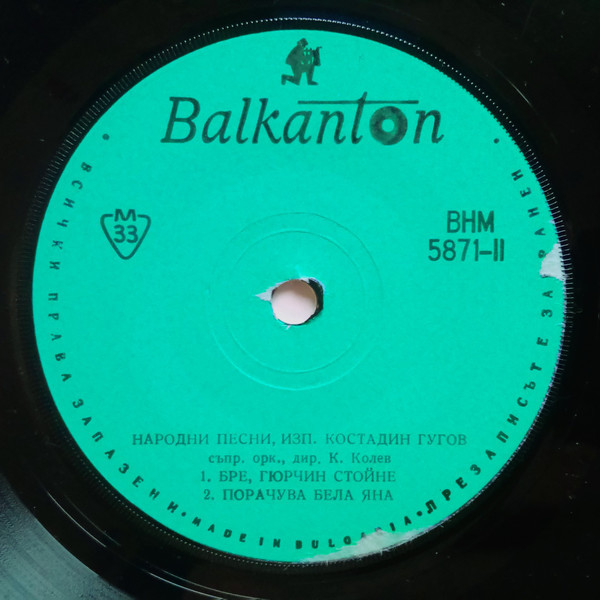 Balkanton
М
33
ВНМ
5871-II
НАРОДНИ ПЕСНИ, ИЗП. КОСТАДИН ГУГОВ
съпр. орк., дир. К. Колев
1. БРЕ, ГЮРЧИН СТОЙНЕ
2. ПОРАЧУВА БЕЛА ЯНА
• ВСИЧКИ ПРАВА ЗАПАЗЕНИ • MADE IN BULGARIA • ПРЕЗАПИСЪТ Е ЗАБРАНЕН •